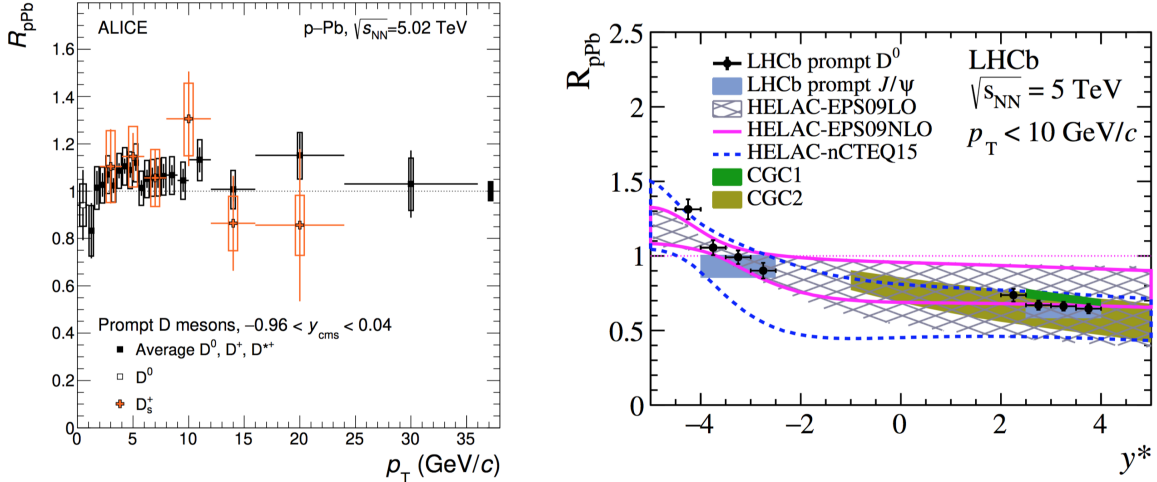 ALICE
p–Pb, √sNN=5.02 TeV
RpPb
1.6
1.4
1.2
1
0.8
0.6
0.4
0.2
0
Prompt D mesons, –0.96 < ycms < 0.04
Average D0, D+, D*+
D0
Ds+
0 5 10 15 20 25 30 35
pT (GeV/c)
RpPb
2.5
2
1.5
1
0.5
0
LHCb prompt D0
LHCb prompt J/ψ
HELAC-EPS09LO
HELAC-EPS09NLO
HELAC-nCTEQ15
CGC1
CGC2
LHCb
√sNN = 5 TeV
pT < 10 GeV/c
−4 −2 0 2 4
y*